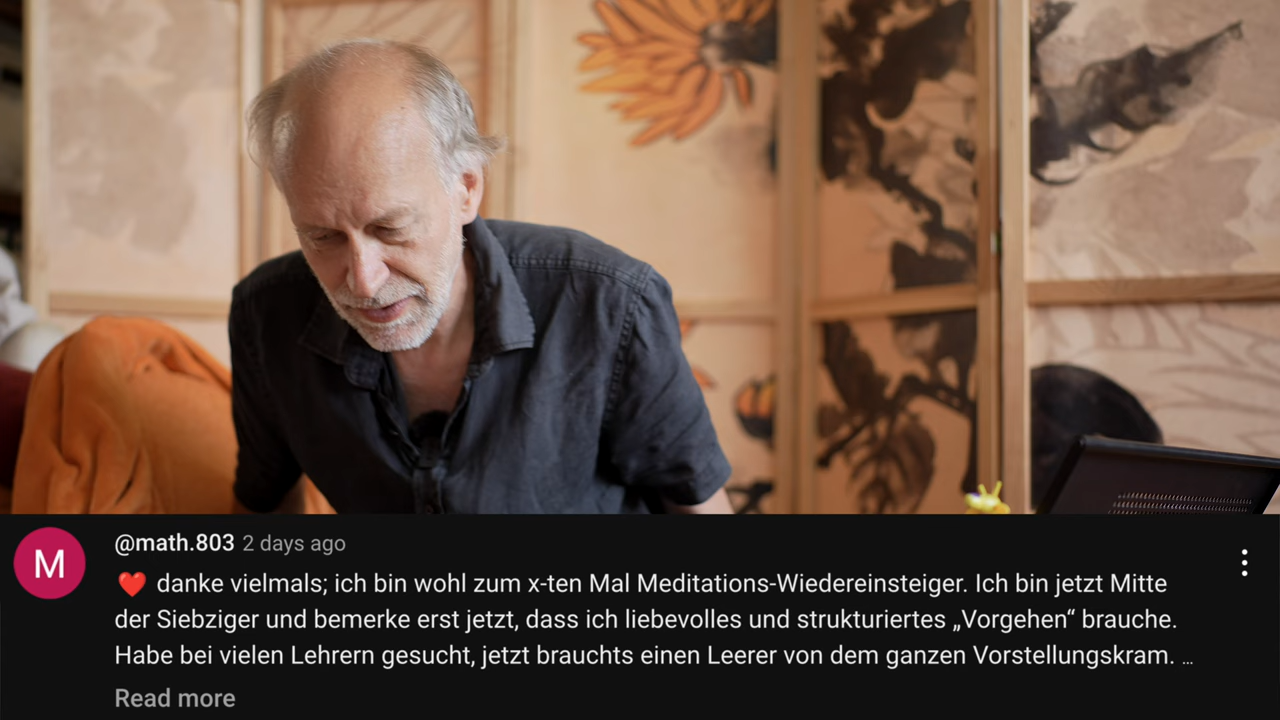 M
@math.803 2 days ago
❤️ danke vielmals; ich bin wohl zum x-ten Mal Meditations-Wiedereinsteiger. Ich bin jetzt Mitte
der Siebziger und bemerke erst jetzt, dass ich liebevolles und strukturiertes „Vorgehen“ brauche.
Habe bei vielen Lehrern gesucht, jetzt brauchts einen Leerer von dem ganzen Vorstellungskram. ...
Read more